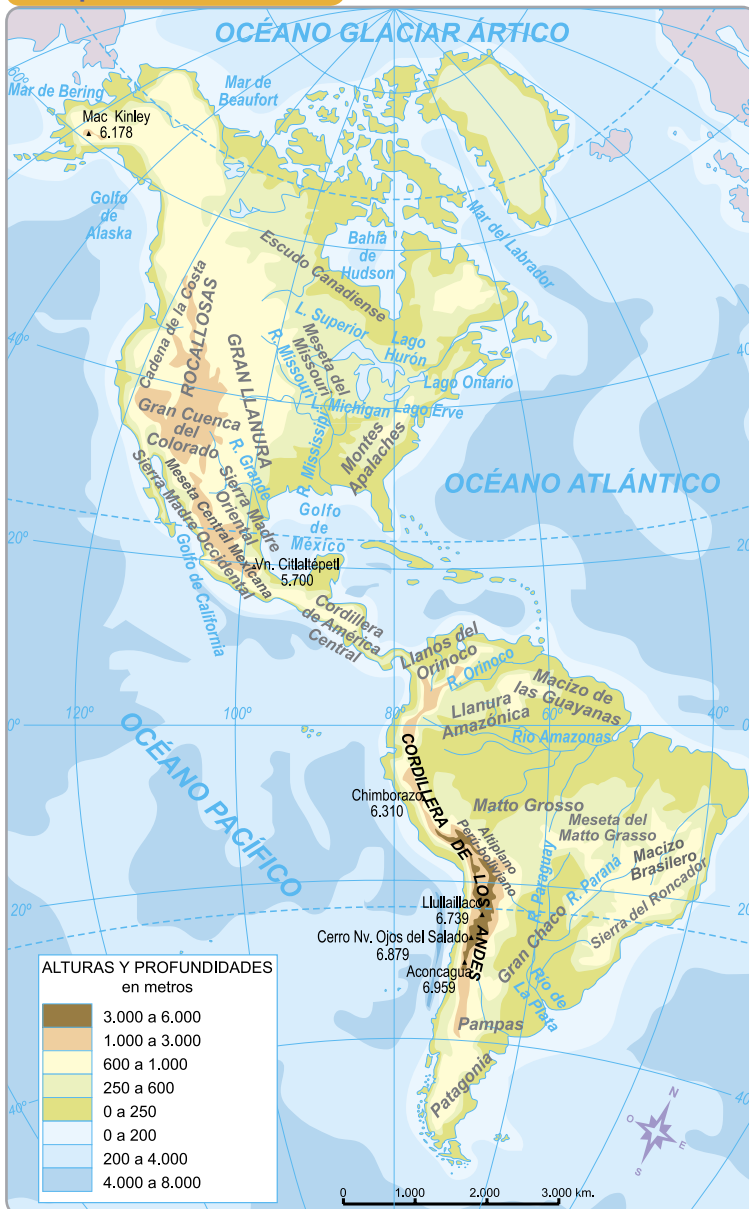 OCÉANO GLACIAR ÁRTICO
Mar de Bering
Mar de
Beaufort
60º
Mac Kinley
6.178
Golfo
de
Alaska
Bahía
de
Hudson
Mar del Labrador
Escudo Canadiense
Cadena de la Costa
ROCALLOSAS
GRAN LLANURA
L. Superior
R. Missouri
Meseta del
Missouri
Lago
Hurón
Lago Ontario
L. Michigan
Lago Erve
40º
40º
Gran Cuenca
del
Colorado
R. Grande
R. Mississipi
Montes
Apalaches
OCÉANO ATLÁNTICO
Sierra Madre
Oriental
Meseta Central Mexicana
Sierra Madre Occidental
Golfo
de
México
Golfo de California
Vn. Citlaltépetl
5.700
20º
20º
Cordillera
de América
Central
Llanos del
Orinoco
R. Orinoco
Macizo de
las Guayanas
Llanura
Amazónica
0º
120º
100º
80º
60º
40º
0º
Río Amazonas
OCÉANO PACÍFICO
CORDILLERA DE LOS ANDES
Chimborazo
6.310
Matto Grosso
Meseta del
Matto Grasso
Altiplano
Perú-boliviano
Macizo
Brasilero
R. Paraguay
R. Paraná
Sierra del Roncador
20º
20º
Llullaillaco
6.739
Cerro Nv. Ojos del Salado
6.879
Aconcagua
6.959
Gran Chaco
Río de
La Plata
Pampas
Patagonia
40º
40º
ALTURAS Y PROFUNDIDADES
en metros
3.000 a 6.000
1.000 a 3.000
600 a 1.000
250 a 600
0 a 250
0 a 200
200 a 4.000
4.000 a 8.000
N
O
E
S
0 1.000 2.000 3.000 km.